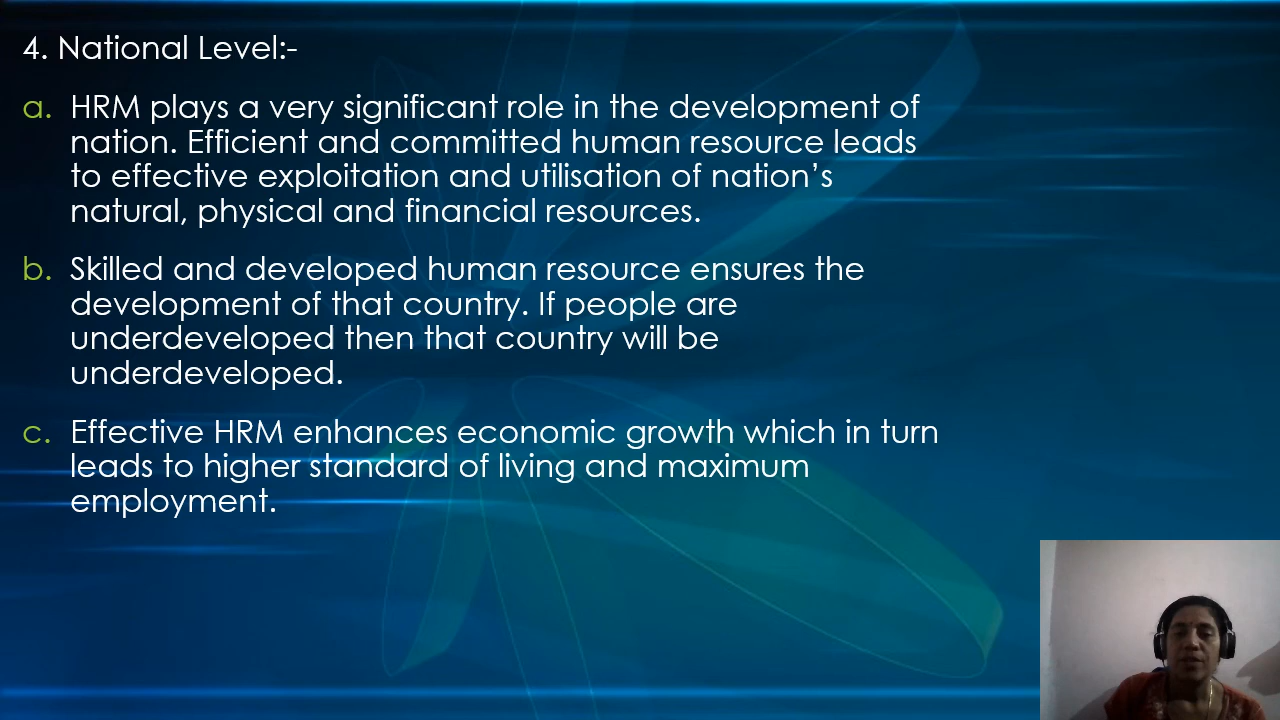 4. National Level:-
a. HRM plays a very significant role in the development of
nation. Efficient and committed human resource leads
to effective exploitation and utilisation of nation’s
natural, physical and financial resources.
b. Skilled and developed human resource ensures the
development of that country. If people are
underdeveloped then that country will be
underdeveloped.
c. Effective HRM enhances economic growth which in turn
leads to higher standard of living and maximum
employment.